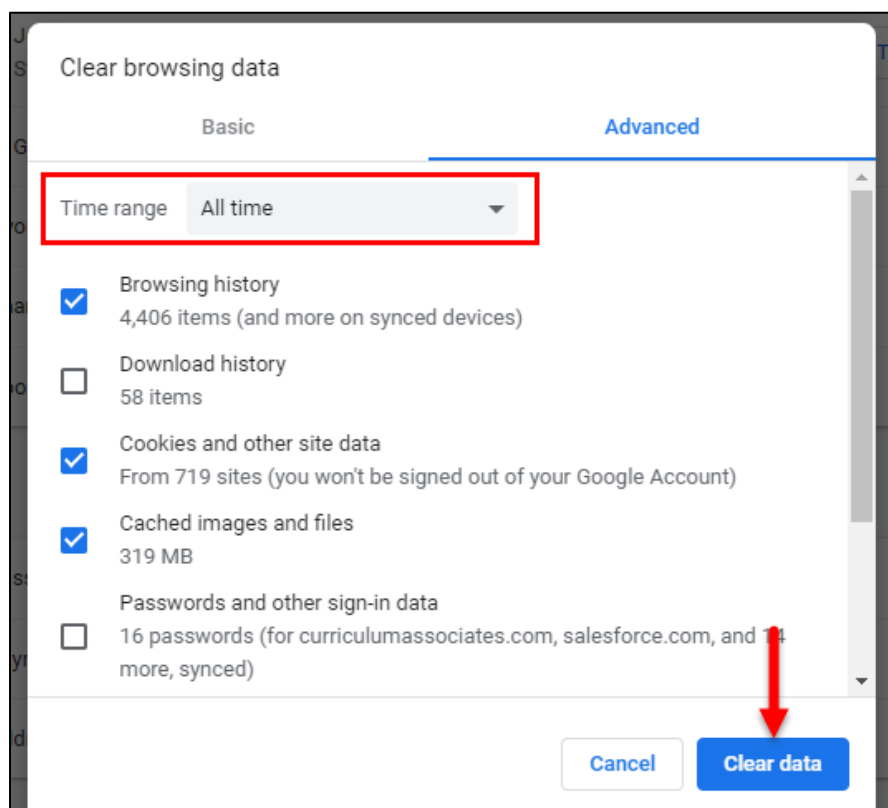 Clear browsing data
Basic
Advanced
Time range
All time
Browsing history
4,406 items (and more on synced devices)
Download history
58 items
Cookies and other site data
From 719 sites (you won't be signed out of your Google Account)
Cached images and files
319 MB
Passwords and other sign-in data
16 passwords (for curriculumassociates.com, salesforce.com, and 14
more, synced)
Cancel
Clear data